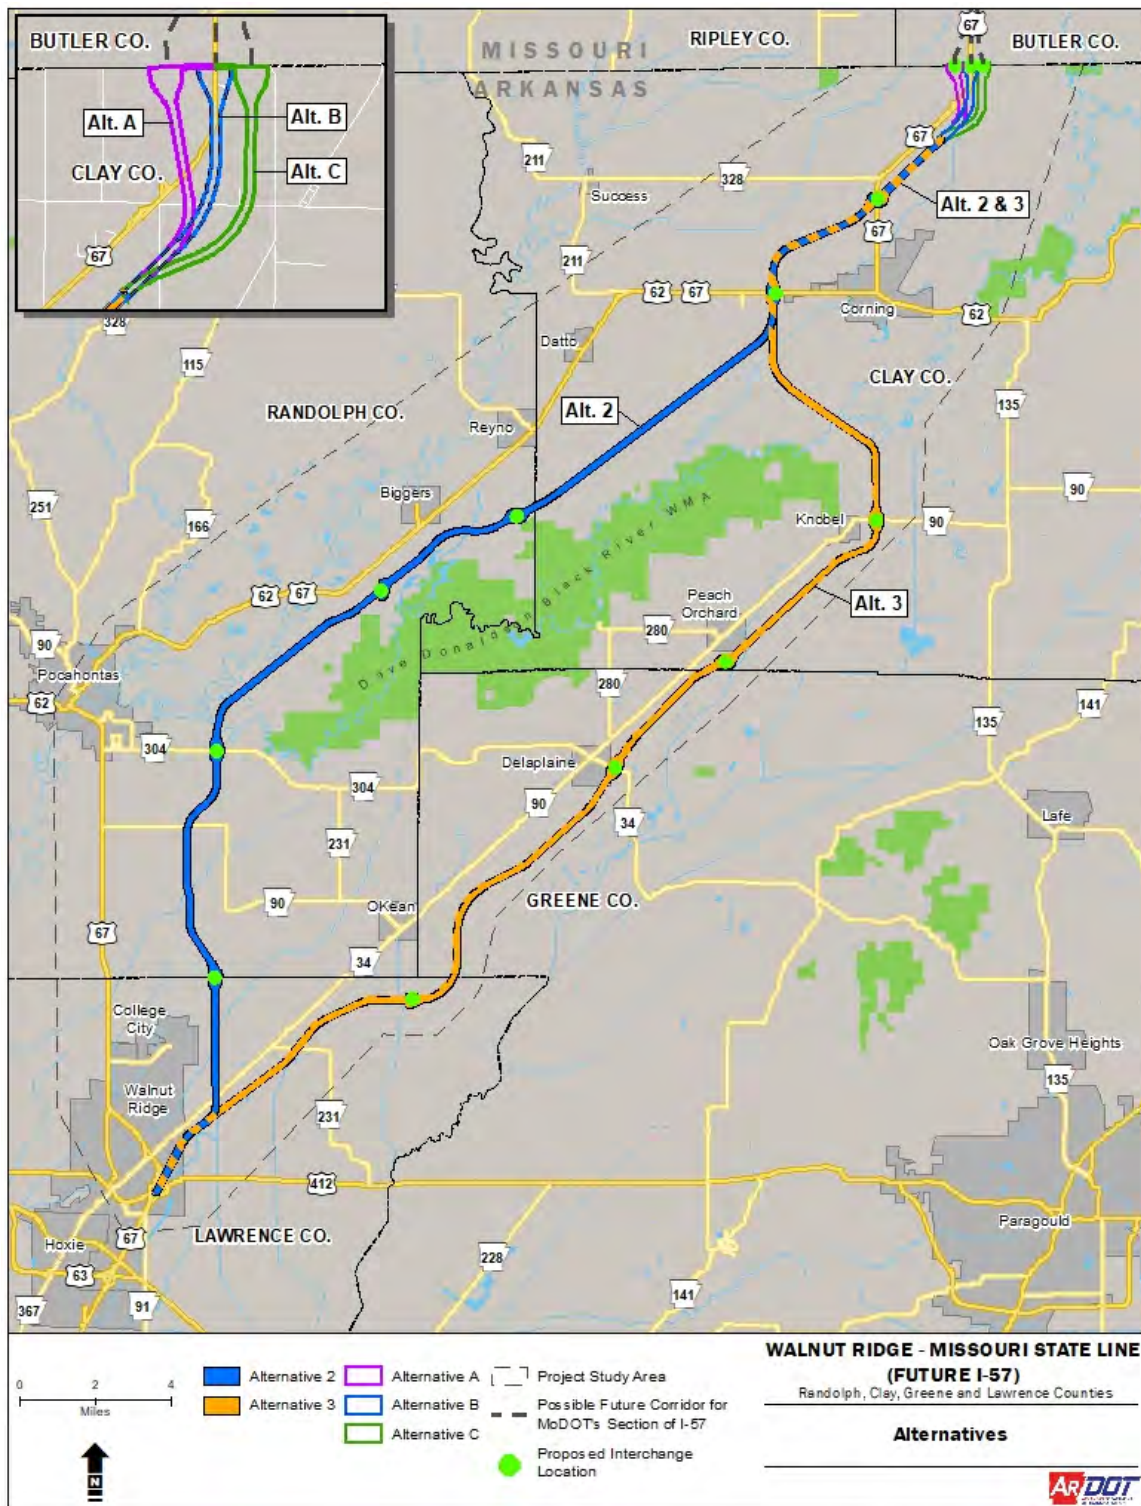 BUTLER CO.
Alt. A
Alt. B
Alt. C
CLAY CO.
67
MISSOURI
ARKANSAS
RIPLEY CO.
67
BUTLER CO.
67
211
Success
328
Alt. 2 & 3
67
211
62
67
Corning
62
328
115
Datto
CLAY CO.
RANDOLPH CO.
Alt. 2
135
Reyno
251
Biggers
90
166
Knobel
90
Dave Donaldson Black River WMA
62
67
Peach
Orchard
Alt. 3
90
280
Pocahontas
62
280
141
304
135
Delaplaine
304
90
34
Lafe
231
90
OKean
GREENE CO.
67
34
College
City
Oak Grove Heights
Walnut
Ridge
135
231
412
Paragould
67
LAWRENCE CO.
Hoxie
228
63
367
91
141
0 2 4
Miles
N
Alternative 2
Alternative 3
Alternative A
Alternative B
Alternative C
Project Study Area
Possible Future Corridor for
MoDOT's Section of I-57
Proposed Interchange
Location
WALNUT RIDGE - MISSOURI STATE LINE
(FUTURE I-57)
Randolph, Clay, Greene and Lawrence Counties
Alternatives
ARDOT